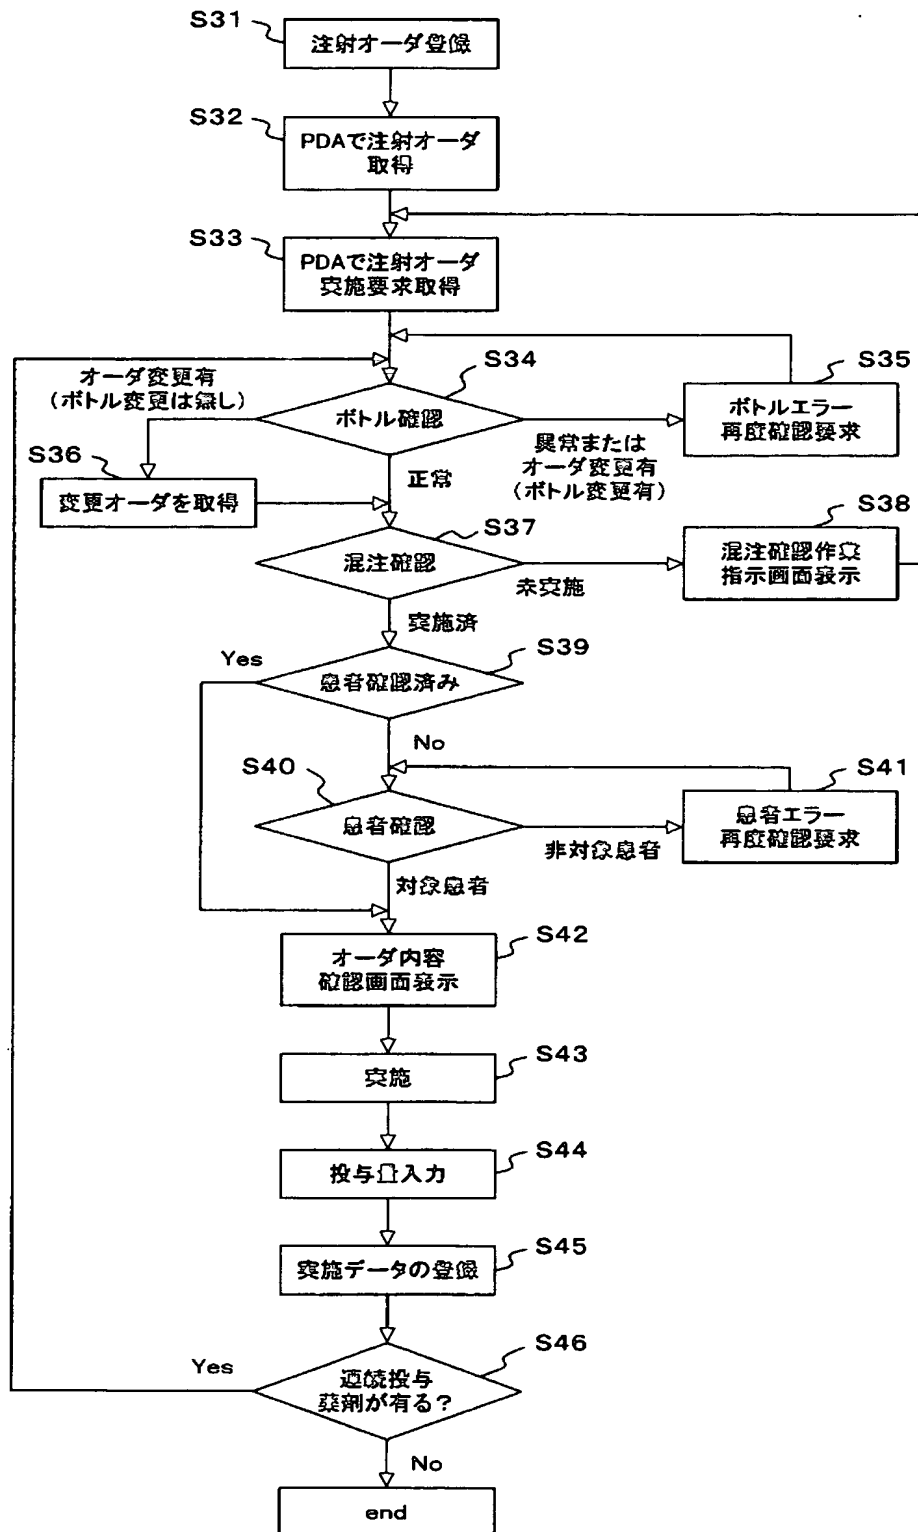 S31
注射オーダ登録
S32
PDAで注射オーダ
取得
S33
PDAで注射オーダ
実施要求取得
S34
S35
オーダ変更有
(ボトル変更は無し)
ボトル確認
ボトルエラー
再度確認要求
異常または
オーダ変更有
(ボトル変更有)
S36
正常
変更オーダを取得
S37
S38
混注確認
混注確認作業
指示画面表示
未実施
実施済
Yes
S39
患者確認済み
No
S40
S41
患者確認
患者エラー
再度確認要求
非対象患者
対象患者
S42
オーダ内容
確認画面表示
S43
実施
S44
投与量入力
S45
実施データの登録
S46
Yes
連続投与
薬剤が有る?
No
end